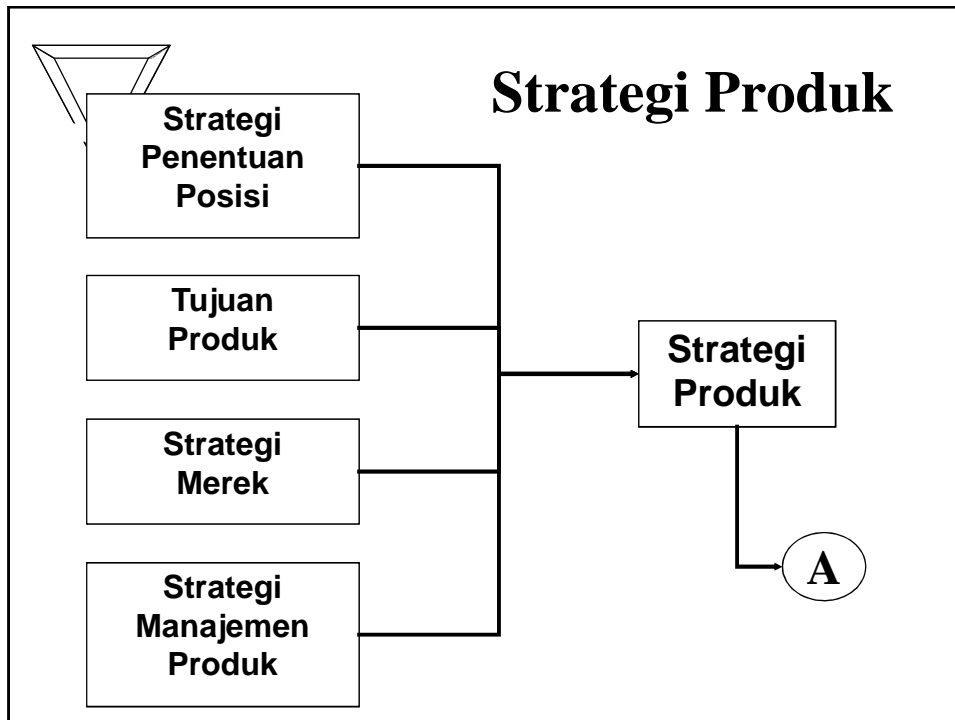 Strategi Produk
Strategi
Penentuan
Posisi
Tujuan
Produk
Strategi
Merek
Strategi
Manajemen
Produk
Strategi
Produk
A